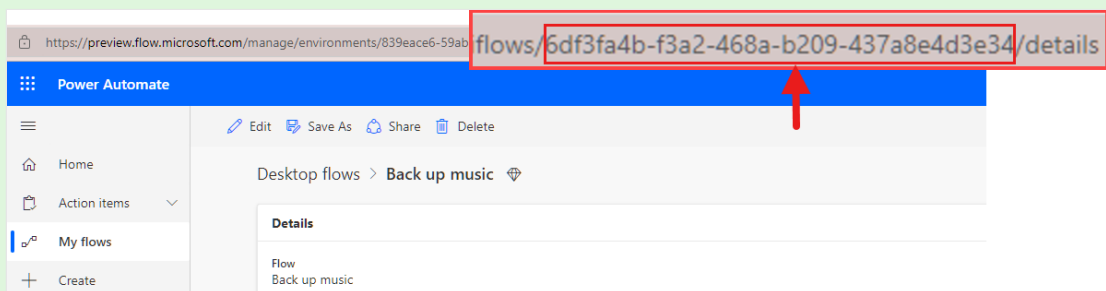 https://preview.flow.microsoft.com/manage/environments/839eace6-59ab
flows/6df3fa4b-f3a2-468a-b209-437a8e4d3e34/details
Power Automate
Edit Save As Share Delete
Home
Desktop flows > Back up music
Action items
Details
My flows
Flow
Back up music
Create